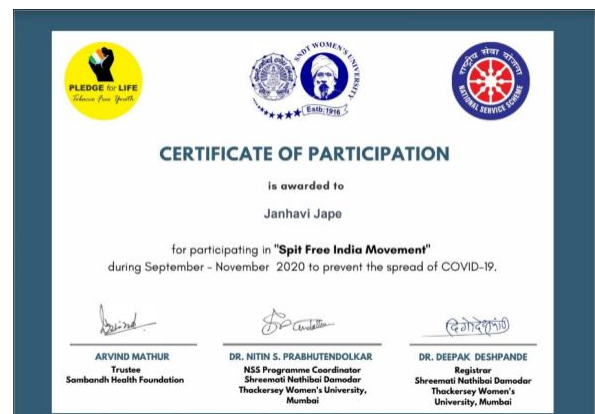 PLEDGE for LIFE
Tobacco Free Youth
SNDT WOMEN'S UNIVERSITY
Estb. 1916
राष्ट्रीय सेवा योजना
NATIONAL SERVICE SCHEME
CERTIFICATE OF PARTICIPATION
is awarded to
Janhavi Jape
for participating in "Spit Free India Movement"
during September - November 2020 to prevent the spread of COVID-19.
ARVIND MATHUR
Trustee
Sambandh Health Foundation
DR. NITIN S. PRABHUTENDOLKAR
NSS Programme Coordinator
Shreemati Nathibai Damodar
Thackersey Women's University,
Mumbai
DR. DEEPAK DESHPANDE
Registrar
Shreemati Nathibai Damodar
Thackersey Women's
University, Mumbai